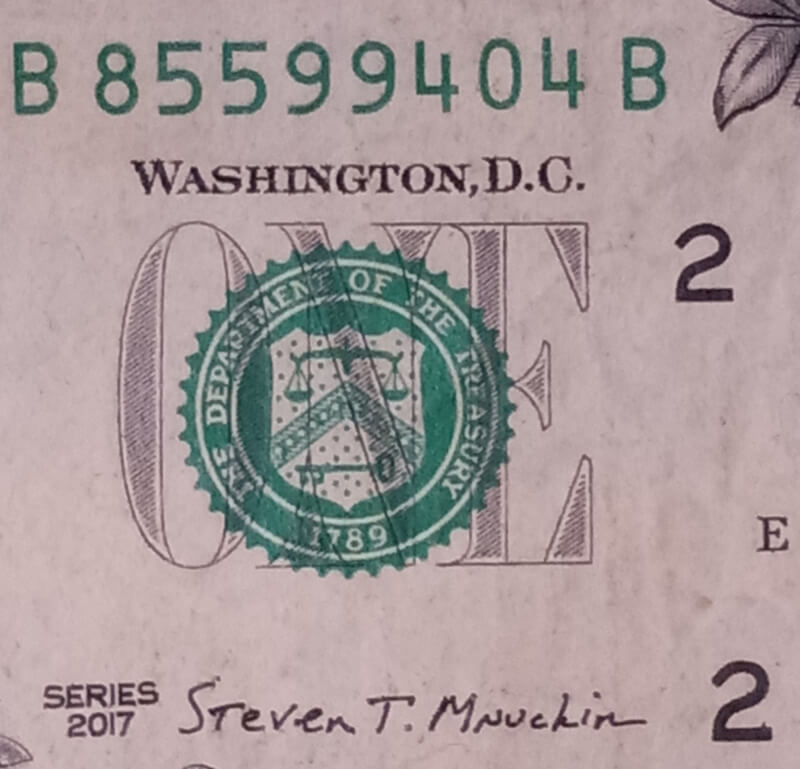 B 85599404 B
WASHINGTON, D.C.
2
ONE
THE DEPARTMENT OF THE TREASURY
1789
E
SERIES
2017
Steven T. Mnuchin
2